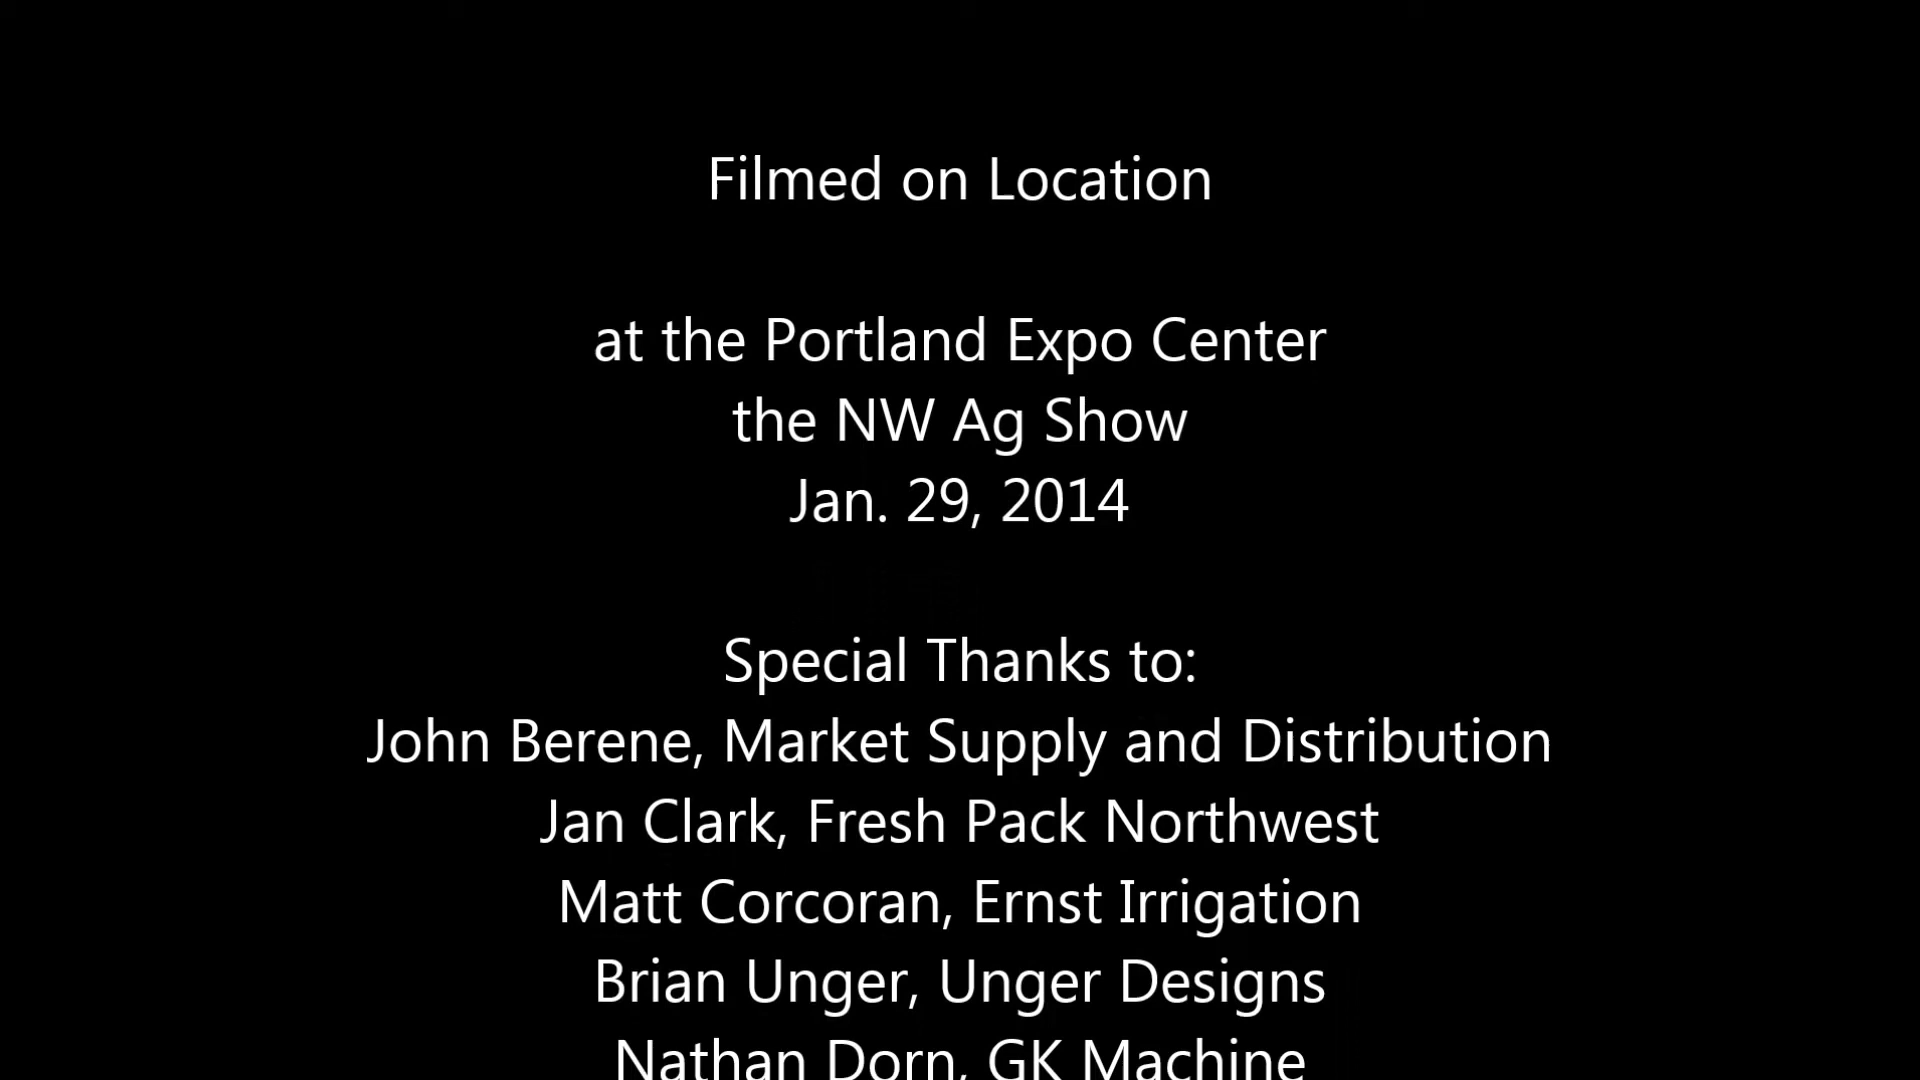 Filmed on Location
at the Portland Expo Center
the NW Ag Show
Jan. 29, 2014
Special Thanks to:
John Berene, Market Supply and Distribution
Jan Clark, Fresh Pack Northwest
Matt Corcoran, Ernst Irrigation
Brian Unger, Unger Designs
Nathan Dorn, GK Machine